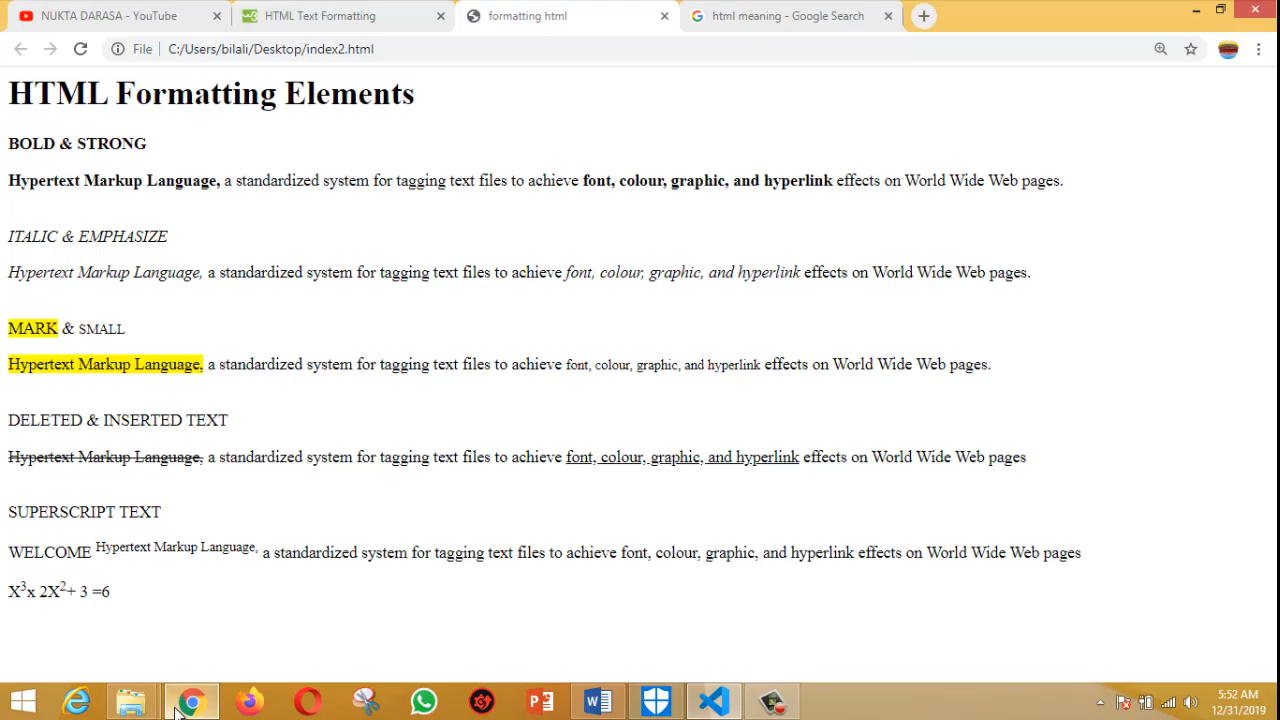 NUKTA DARASA - YouTube
HTML Text Formatting
formatting html
html meaning - Google Search
File
C:/Users/bilali/Desktop/index2.html
HTML Formatting Elements
BOLD & STRONG
Hypertext Markup Language, a standardized system for tagging text files to achieve font, colour, graphic, and hyperlink effects on World Wide Web pages.
ITALIC & EMPHASIZE
Hypertext Markup Language, a standardized system for tagging text files to achieve font, colour, graphic, and hyperlink effects on World Wide Web pages.
MARK & SMALL
Hypertext Markup Language, a standardized system for tagging text files to achieve font, colour, graphic, and hyperlink effects on World Wide Web pages.
DELETED & INSERTED TEXT
Hypertext Markup Language, a standardized system for tagging text files to achieve font, colour, graphic, and hyperlink effects on World Wide Web pages
SUPERSCRIPT TEXT
WELCOME Hypertext Markup Language, a standardized system for tagging text files to achieve font, colour, graphic, and hyperlink effects on World Wide Web pages
X³x 2X²+ 3 =6
5:52 AM
12/31/2019